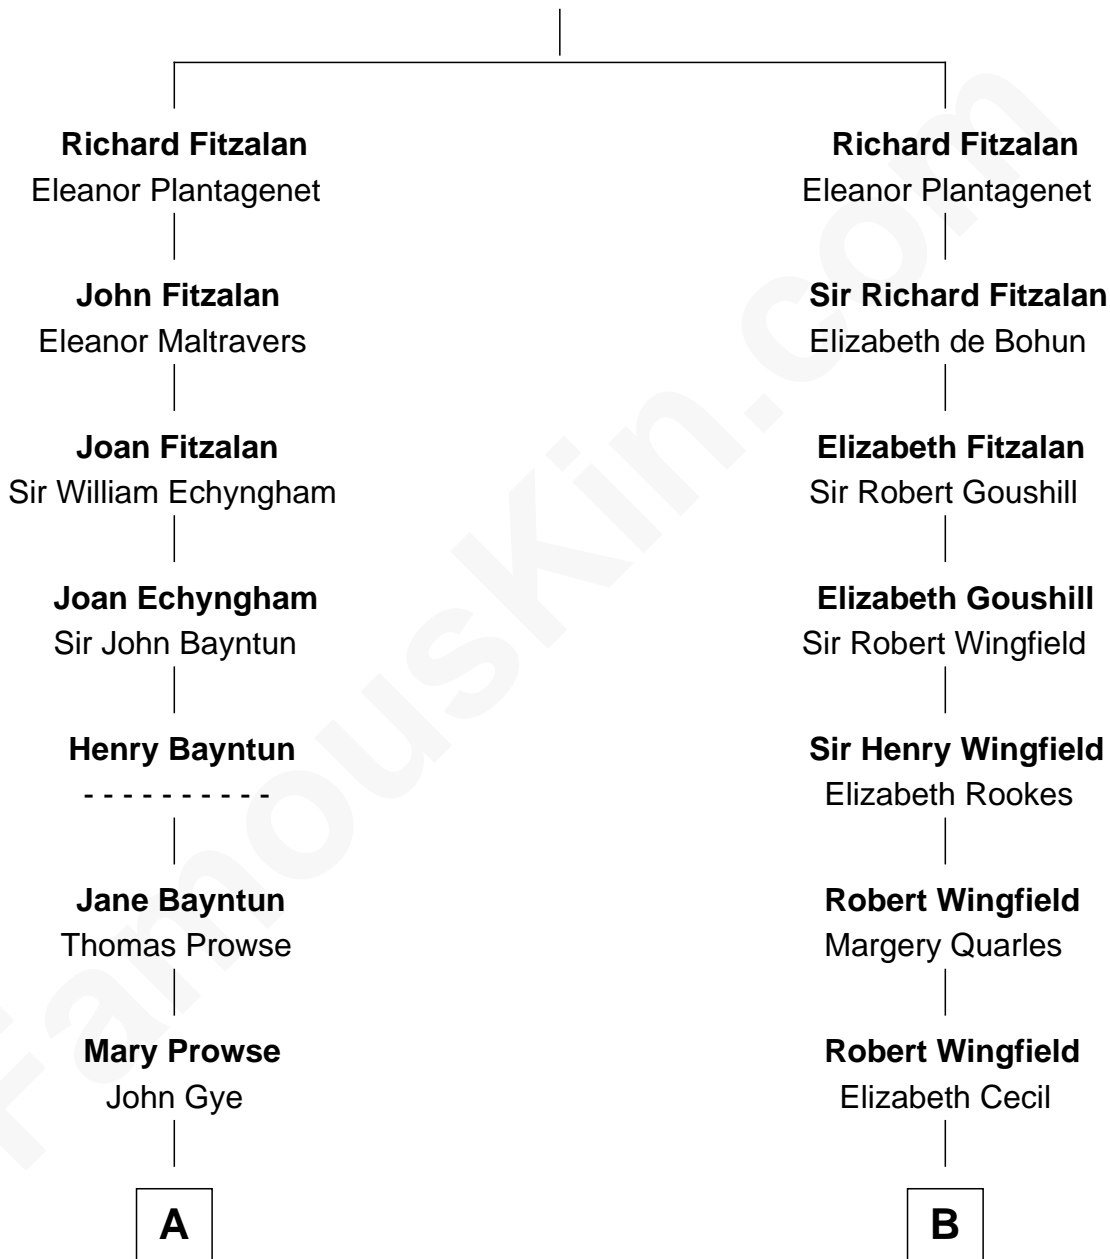 Richard Fitzalan
Eleanor Plantagenet
John Fitzalan
Eleanor Maltravers
Joan Fitzalan
Sir William Echyngham
Joan Echyngham
Sir John Bayntun
Henry Bayntun
- - - - - - - - - -
Jane Bayntun
Thomas Prowse
Mary Prowse
John Gye
A
Richard Fitzalan
Eleanor Plantagenet
Sir Richard Fitzalan
Elizabeth de Bohun
Elizabeth Fitzalan
Sir Robert Goushill
Elizabeth Goushill
Sir Robert Wingfield
Sir Henry Wingfield
Elizabeth Rookes
Robert Wingfield
Margery Quarles
Robert Wingfield
Elizabeth Cecil
B
FamousKin.com